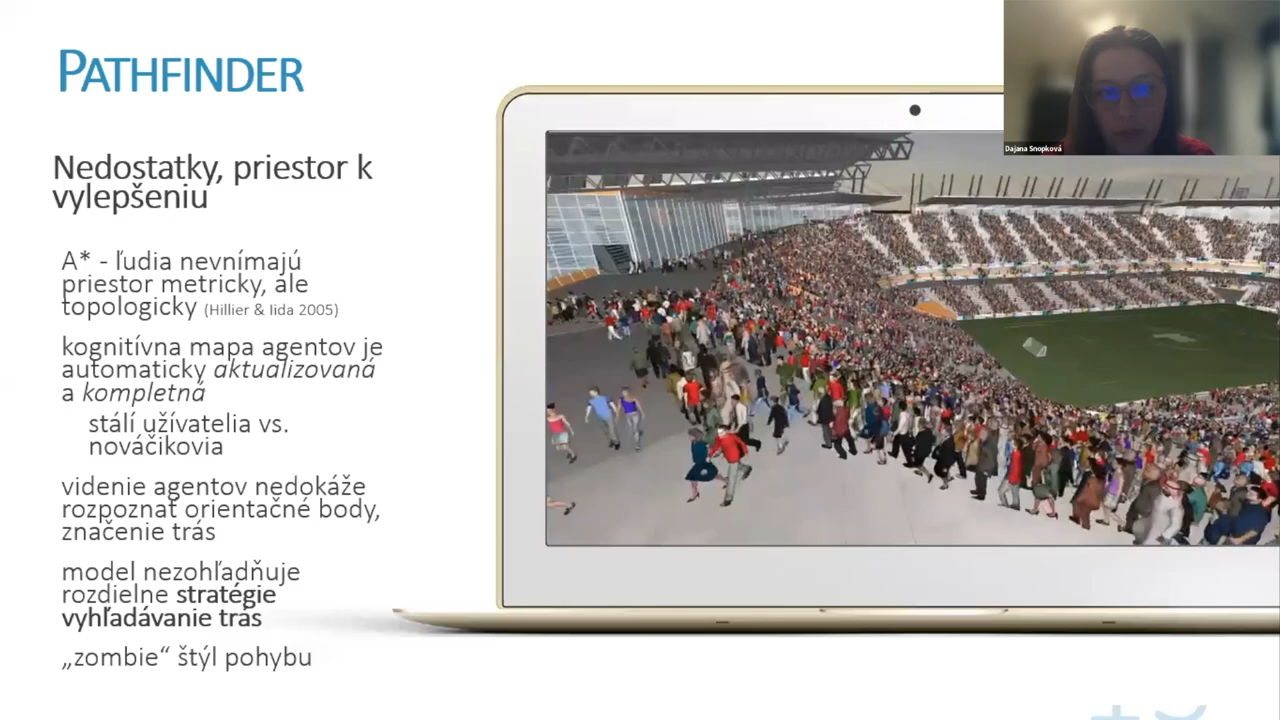 PATHFINDER
Dajana Snopková
Nedostatky, priestor k
vylepšeniu
A* - ľudia nevnímajú
priestor metricky, ale
topologicky (Hillier & Iida 2005)
kognitívna mapa agentov je
automaticky aktualizovaná
a kompletná
stálí užívatelia vs.
nováčikovia
videnie agentov nedokáže
rozpoznať orientačné body,
značenie trás
model nezohľadňuje
rozdielne stratégie
vyhľadávanie trás
„zombie“ štýl pohybu